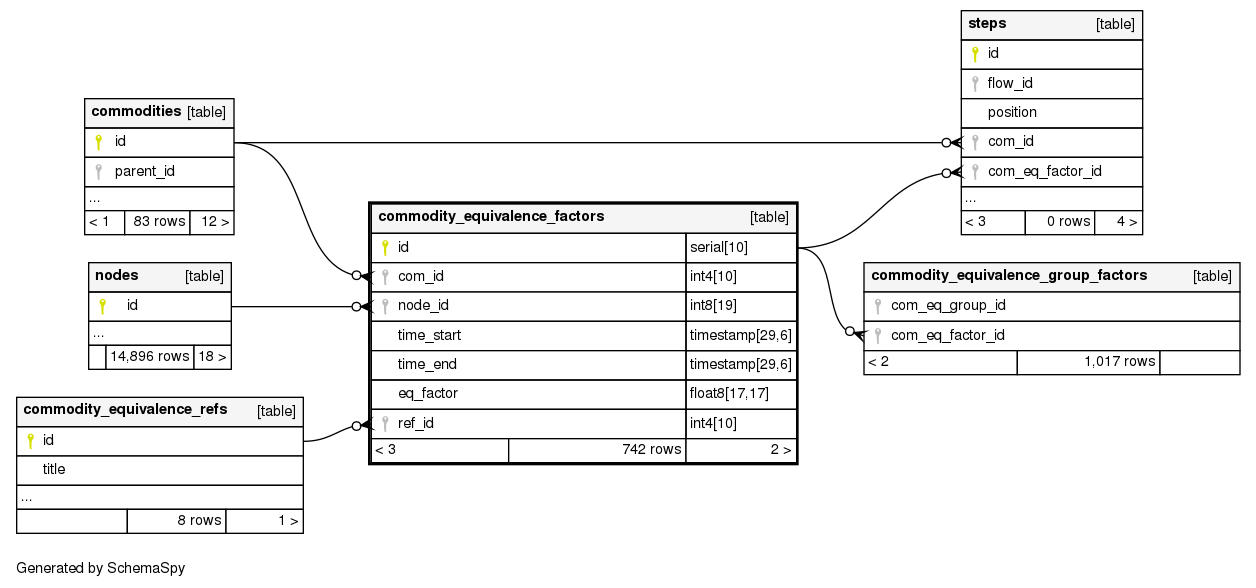 steps [table]
id
flow_id
position
com_id
com_eq_factor_id
...
< 3 0 rows 4 >
commodities [table]
id
parent_id
...
< 1 83 rows 12 >
commodity_equivalence_factors [table]
id serial[10]
com_id int4[10]
node_id int8[19]
time_start timestamp[29,6]
time_end timestamp[29,6]
eq_factor float8[17,17]
ref_id int4[10]
< 3 742 rows 2 >
nodes [table]
id
...
14,896 rows 18 >
commodity_equivalence_group_factors [table]
com_eq_group_id
com_eq_factor_id
< 2 1,017 rows
commodity_equivalence_refs [table]
id
title
...
8 rows 1 >
Generated by SchemaSpy